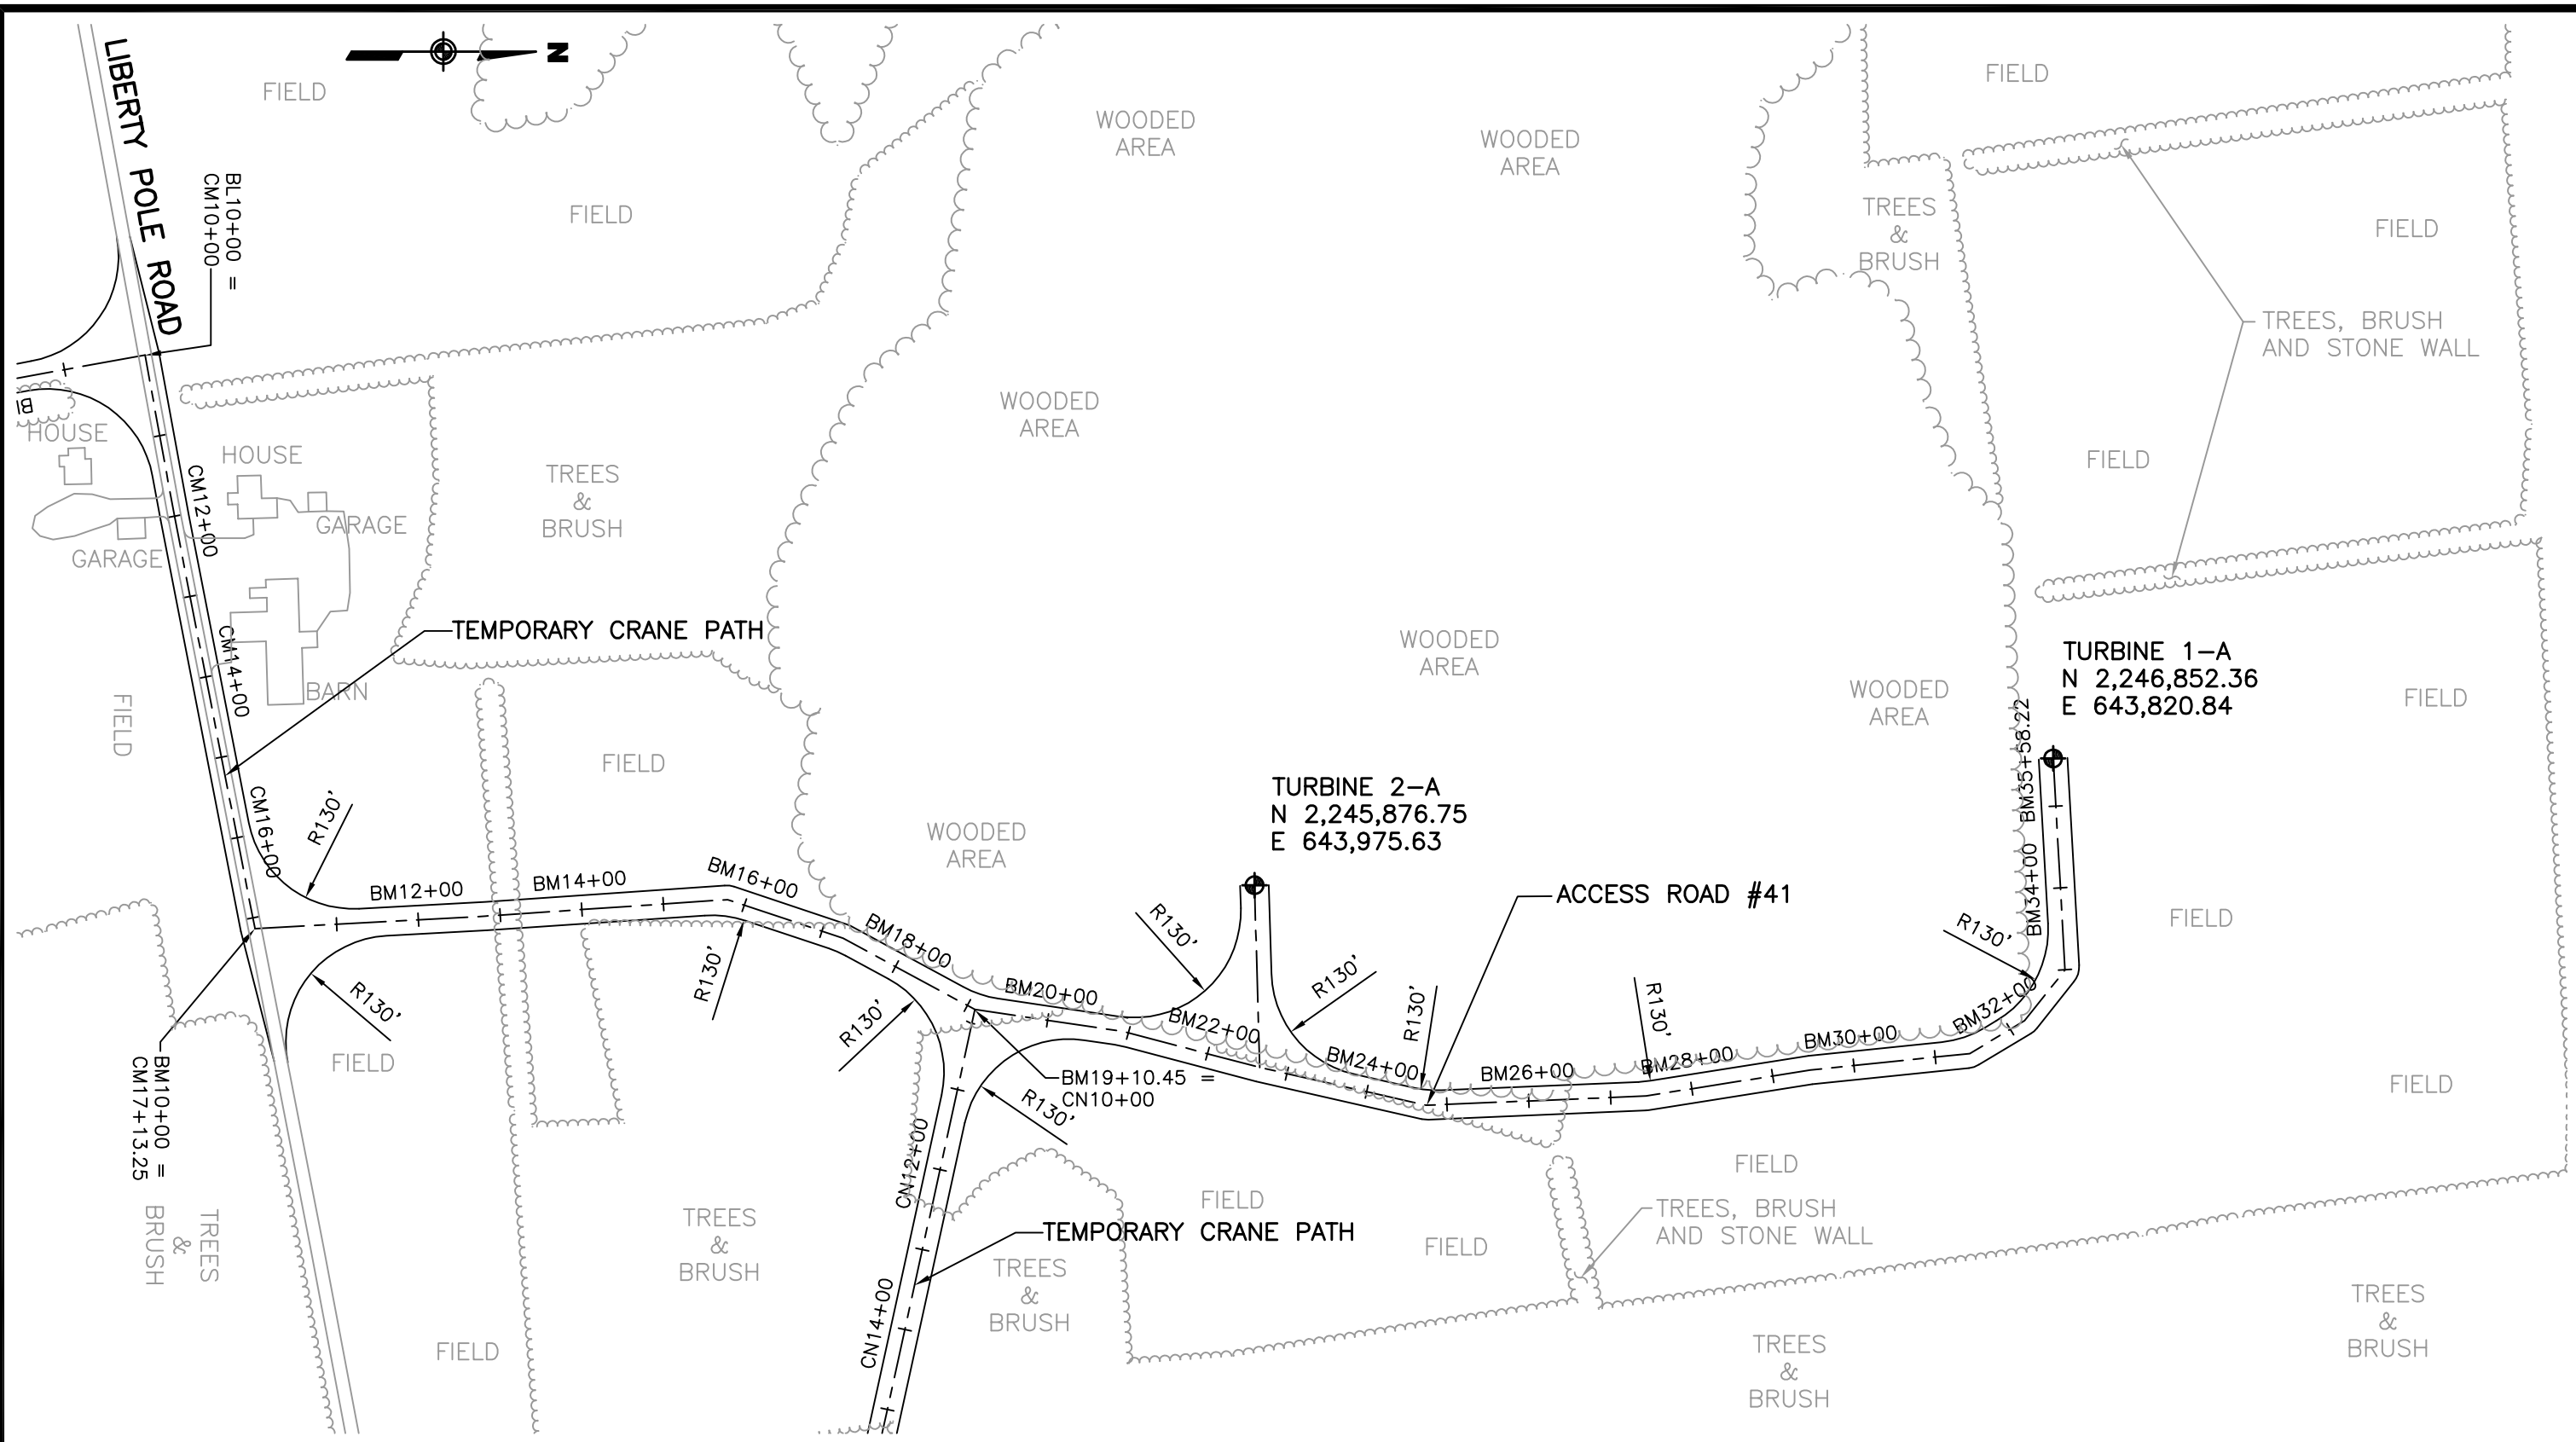 N
LIBERTY POLE ROAD
BL10+00 =
CM10+00
FIELD
FIELD
WOODED
AREA
WOODED
AREA
FIELD
TREES
&
BRUSH
FIELD
TREES, BRUSH
AND STONE WALL
WOODED
AREA
HOUSE
HOUSE
GARAGE
GARAGE
CM12+00
TREES
&
BRUSH
FIELD
TEMPORARY CRANE PATH
CM14+00
BARN
FIELD
FIELD
WOODED
AREA
WOODED
AREA
TURBINE 1-A
N 2,246,852.36
E 643,820.84
FIELD
BM35+58.22
TURBINE 2-A
N 2,245,876.75
E 643,975.63
WOODED
AREA
CM16+00
R130'
BM12+00
BM14+00
BM16+00
BM18+00
ACCESS ROAD #41
BM34+00
R130'
FIELD
R130'
R130'
R130'
R130'
R130'
R130'
R130'
BM20+00
BM22+00
BM24+00
BM26+00
BM28+00
BM30+00
BM32+00
FIELD
BM10+00 =
CM17+13.25
BM19+10.45 =
CN10+00
R130'
FIELD
CN12+00
FIELD
FIELD
TREES, BRUSH
AND STONE WALL
TREES
&
BRUSH
TREES
&
BRUSH
TEMPORARY CRANE PATH
FIELD
TREES
&
BRUSH
CN14+00
FIELD
TREES
&
BRUSH
TREES
&
BRUSH